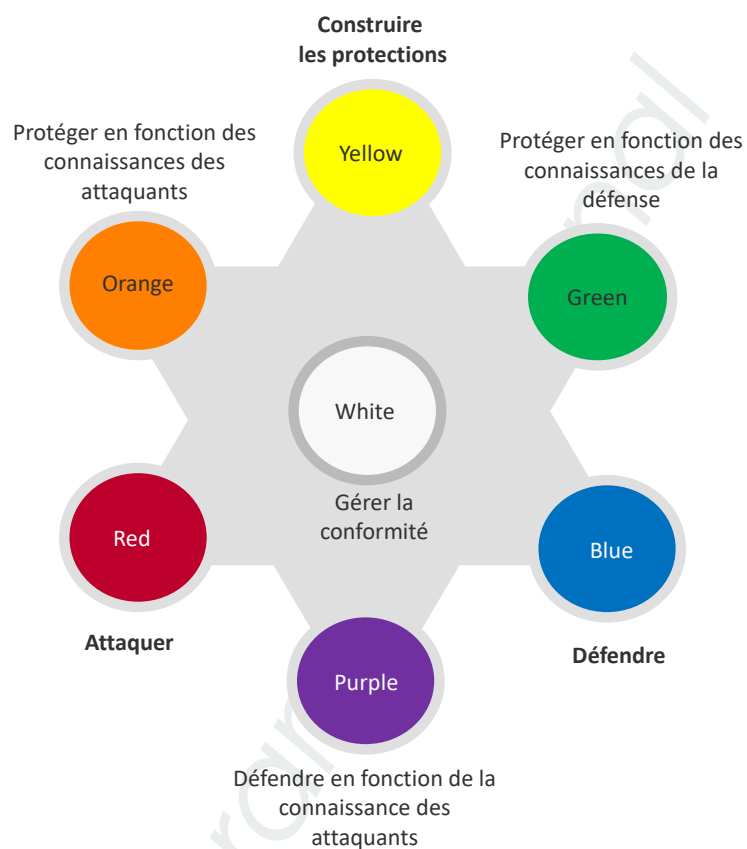 Construire
les protections
Yellow
Protéger en fonction des
connaissances des
attaquants
Protéger en fonction des
connaissances de la
défense
Orange
Green
White
Gérer la
conformité
Red
Blue
Attaquer
Défendre
Purple
Défendre en fonction de la
connaissance des
attaquants